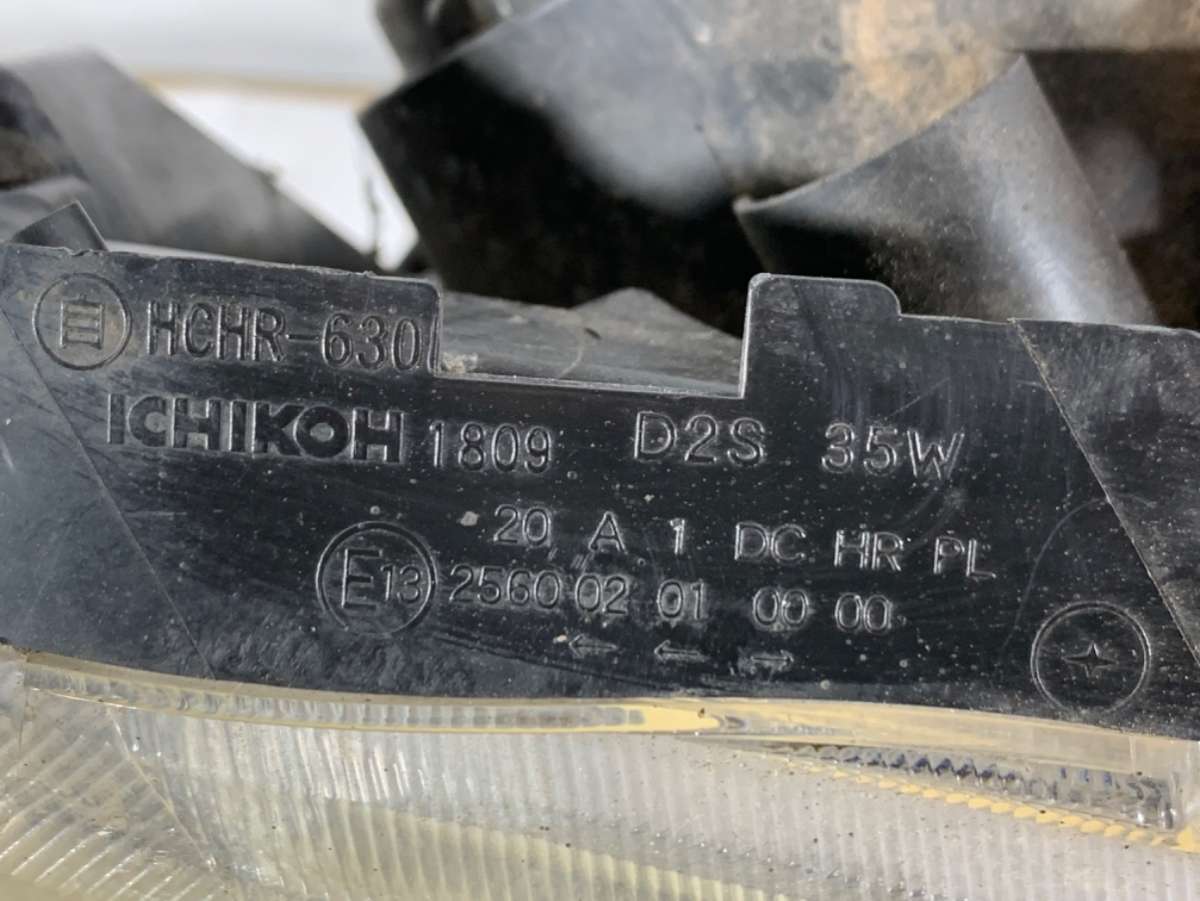 HCHR-630
ICHIKOH 1809 D2S 35W
20 A 1 DC HR PL
E13 2560 02 01 00 00
← ← →